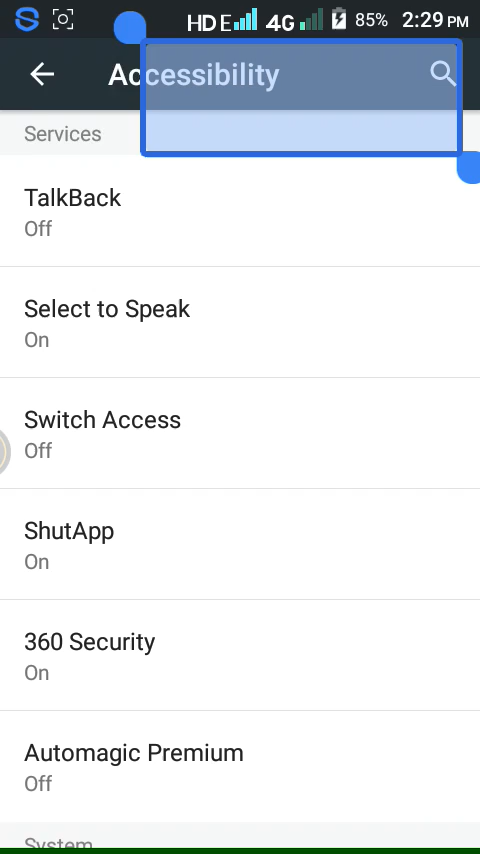 HD E 4G 85% 2:29 PM
Accessibility
Services
TalkBack
Off
Select to Speak
On
Switch Access
Off
ShutApp
On
360 Security
On
Automagic Premium
Off
System